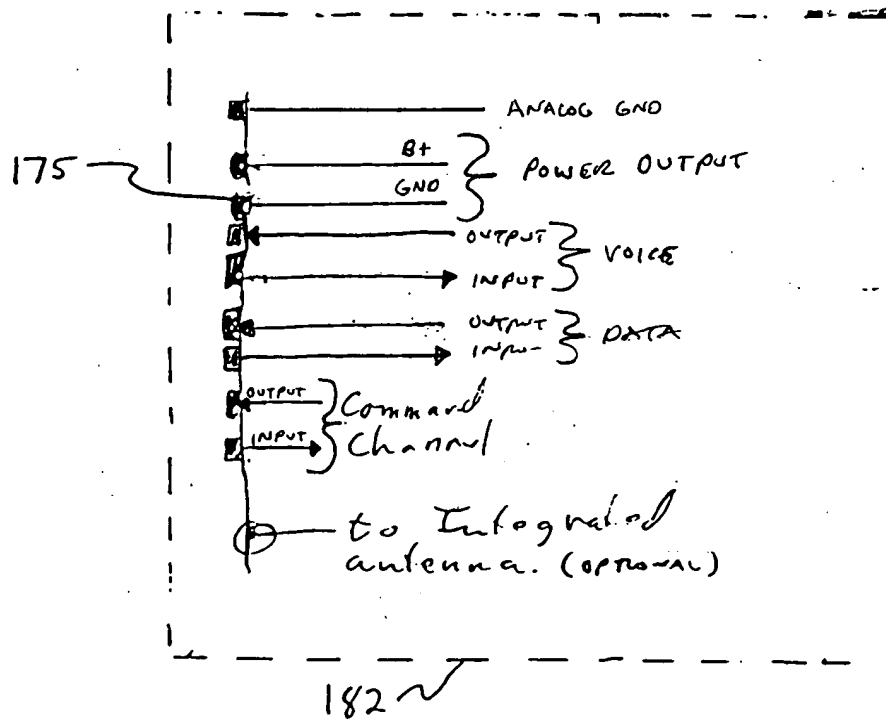 ANALOG GND
B+
POWER OUTPUT
175
GND
OUTPUT
VOICE
INPUT
OUTPUT
DATA
INPU-
OUTPUT
Command
INPUT
Channel
to Integrated
antenna. (OPTIONAL)
182